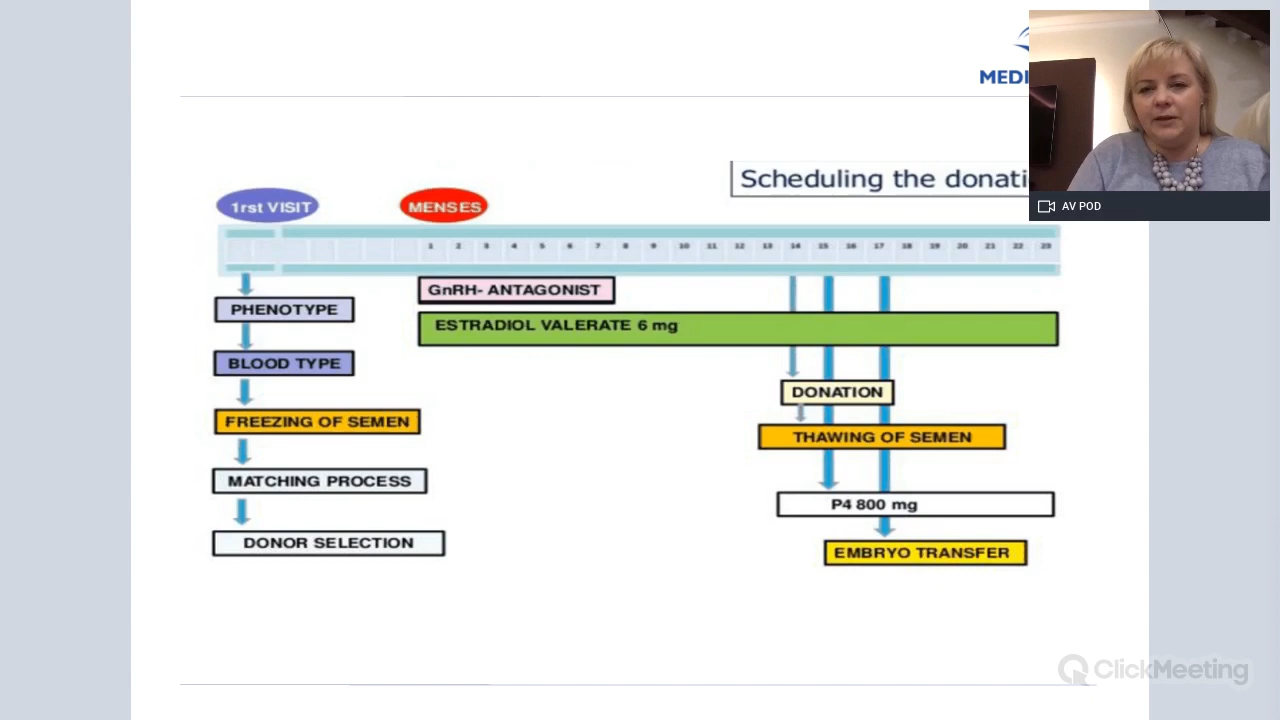 MEDI
AV POD
Scheduling the donati
1rst VISIT
MENSES
1 2 3 4 5 6 7 8 9 10 11 12 13 14 15 16 17 18 19 20 21 22 23
GnRH- ANTAGONIST
PHENOTYPE
ESTRADIOL VALERATE 6 mg
BLOOD TYPE
DONATION
FREEZING OF SEMEN
THAWING OF SEMEN
MATCHING PROCESS
P4 800 mg
DONOR SELECTION
EMBRYO TRANSFER
ClickMeeting